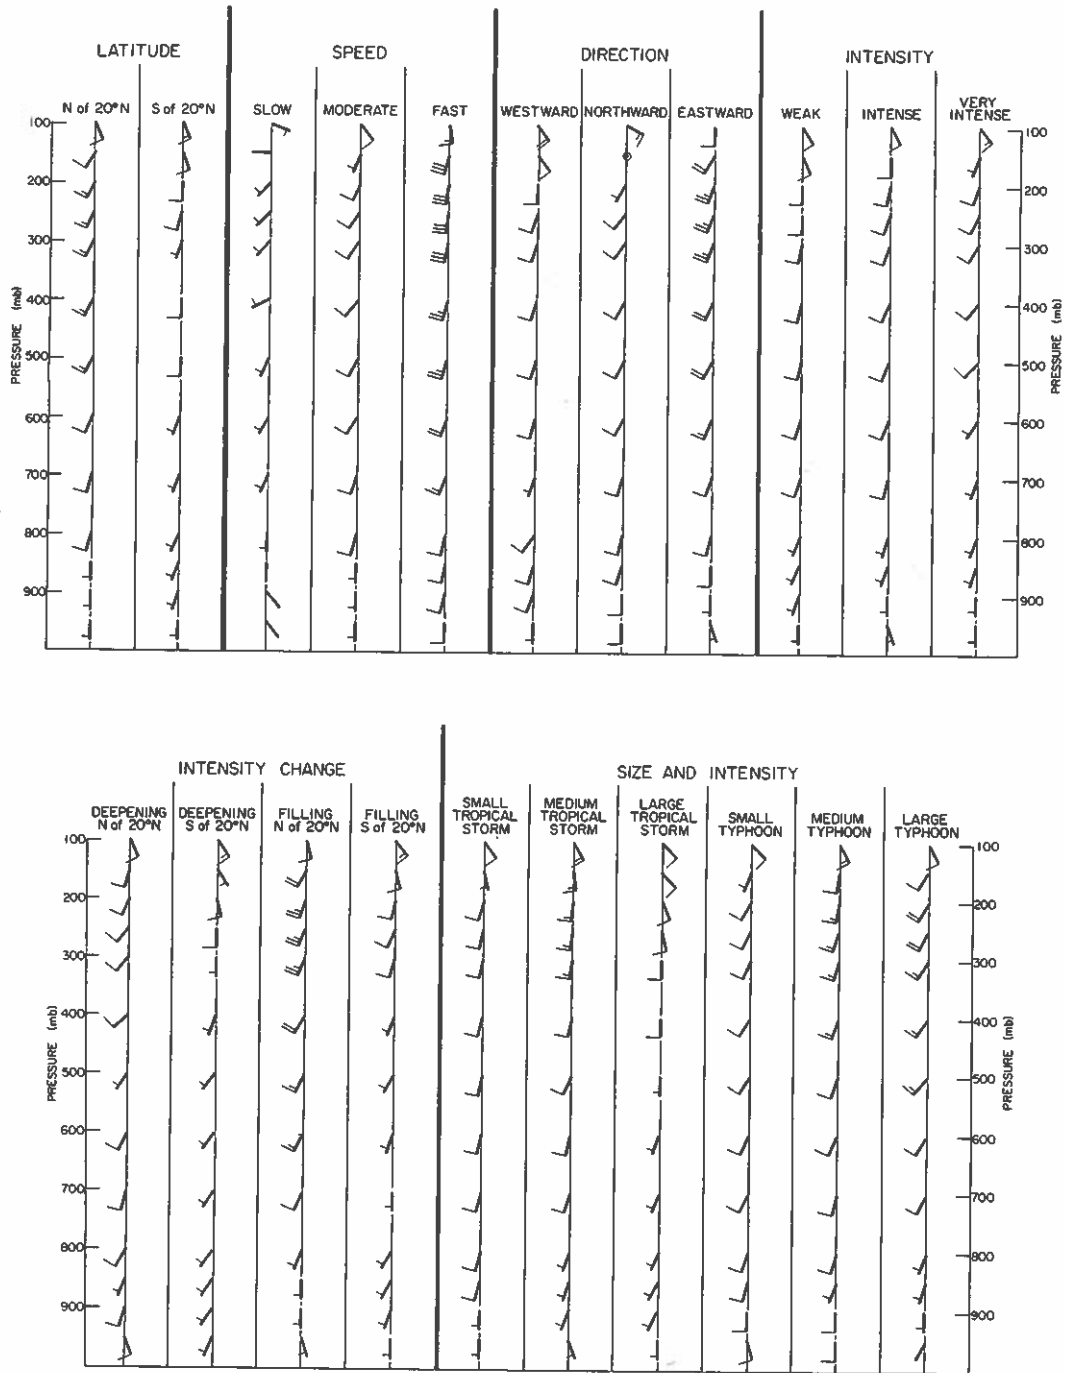 LATITUDE
SPEED
DIRECTION
INTENSITY
N of 20°N
S of 20°N
SLOW
MODERATE
FAST
WESTWARD
NORTHWARD
EASTWARD
WEAK
INTENSE
VERY
INTENSE
100
200
300
400
500
600
700
800
900
PRESSURE (mb)
100
200
300
400
500
600
700
800
900
PRESSURE (mb)
INTENSITY CHANGE
SIZE AND INTENSITY
DEEPENING
N of 20°N
DEEPENING
S of 20°N
FILLING
N of 20°N
FILLING
S of 20°N
SMALL
TROPICAL
STORM
MEDIUM
TROPICAL
STORM
LARGE
TROPICAL
STORM
SMALL
TYPHOON
MEDIUM
TYPHOON
LARGE
TYPHOON
100
200
300
400
500
600
700
800
900
PRESSURE (mb)
100
200
300
400
500
600
700
800
900
PRESSURE (mb)